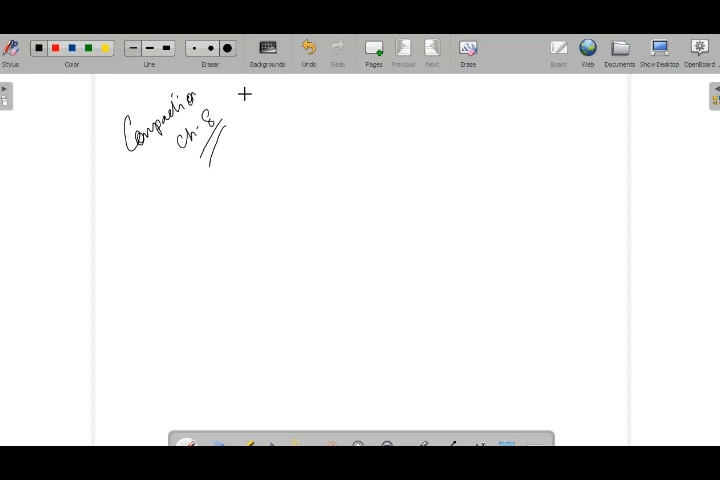 Stylus
Color
Line
Eraser
Backgrounds
Undo
Redo
Pages
Previous
Next
Erase
Board
Web
Documents
Show Desktop
OpenBoard
Compaction
Ch-8